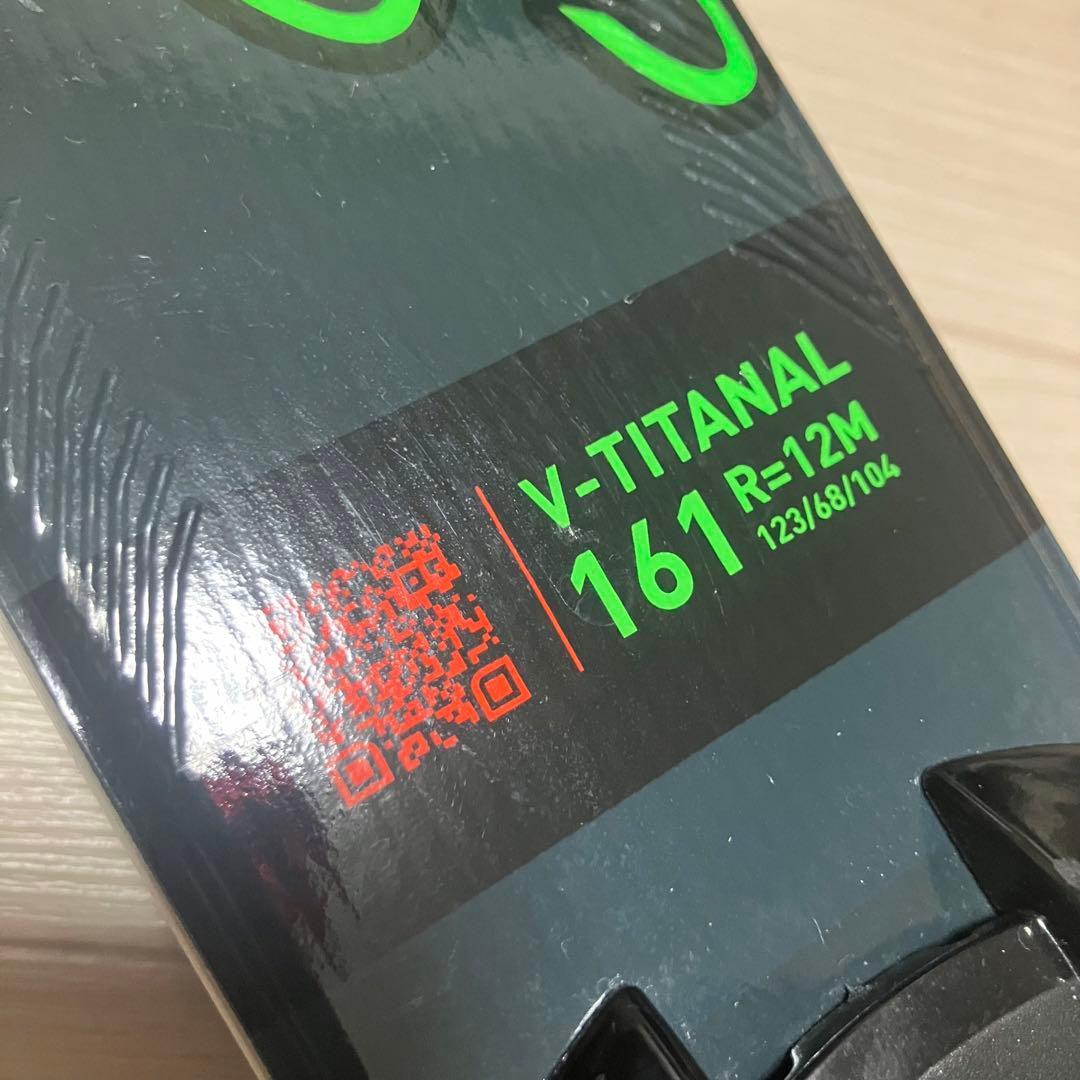 V-TITANAL
161 R=12M
123/68/104